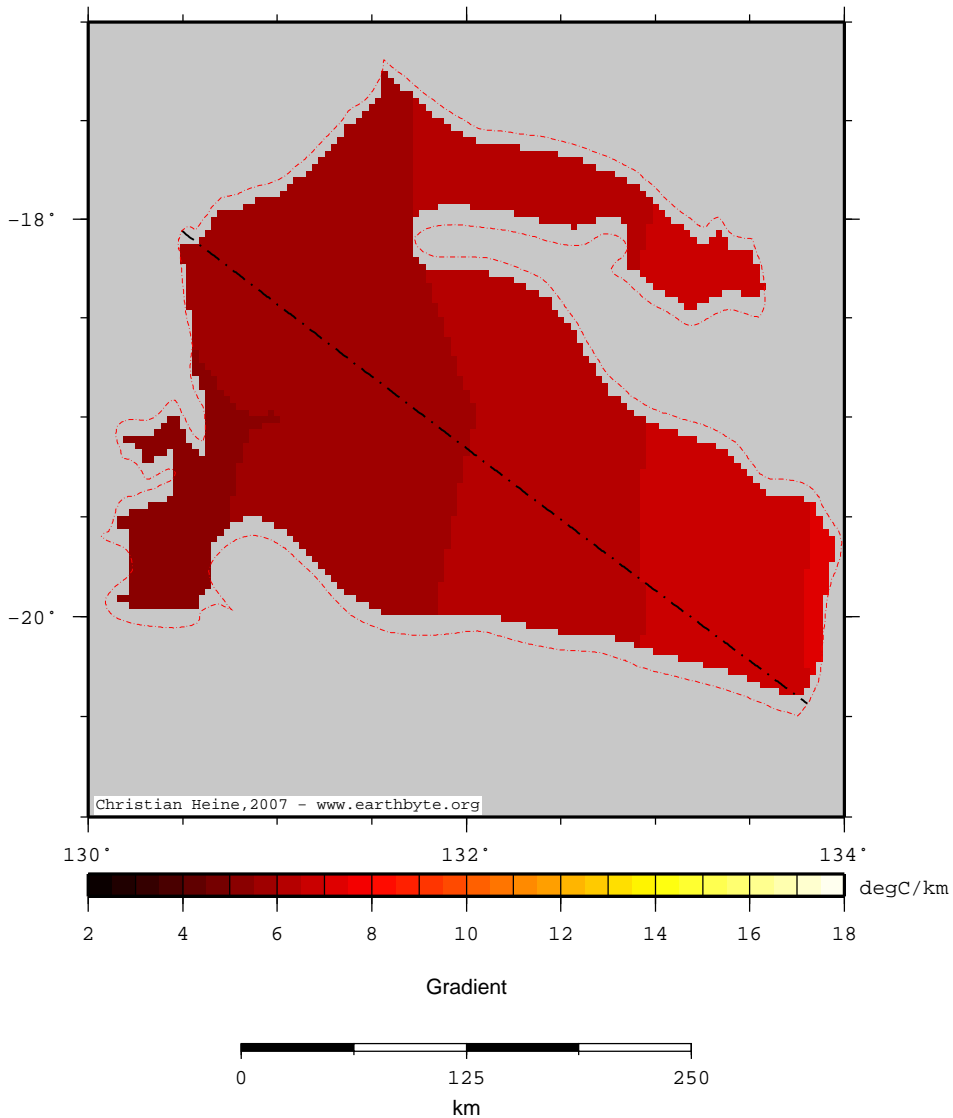 -18°
-20°
Christian Heine,2007 - www.earthbyte.org
130° 132° 134°
degC/km
2 4 6 8 10 12 14 16 18
Gradient
0 125 250
km